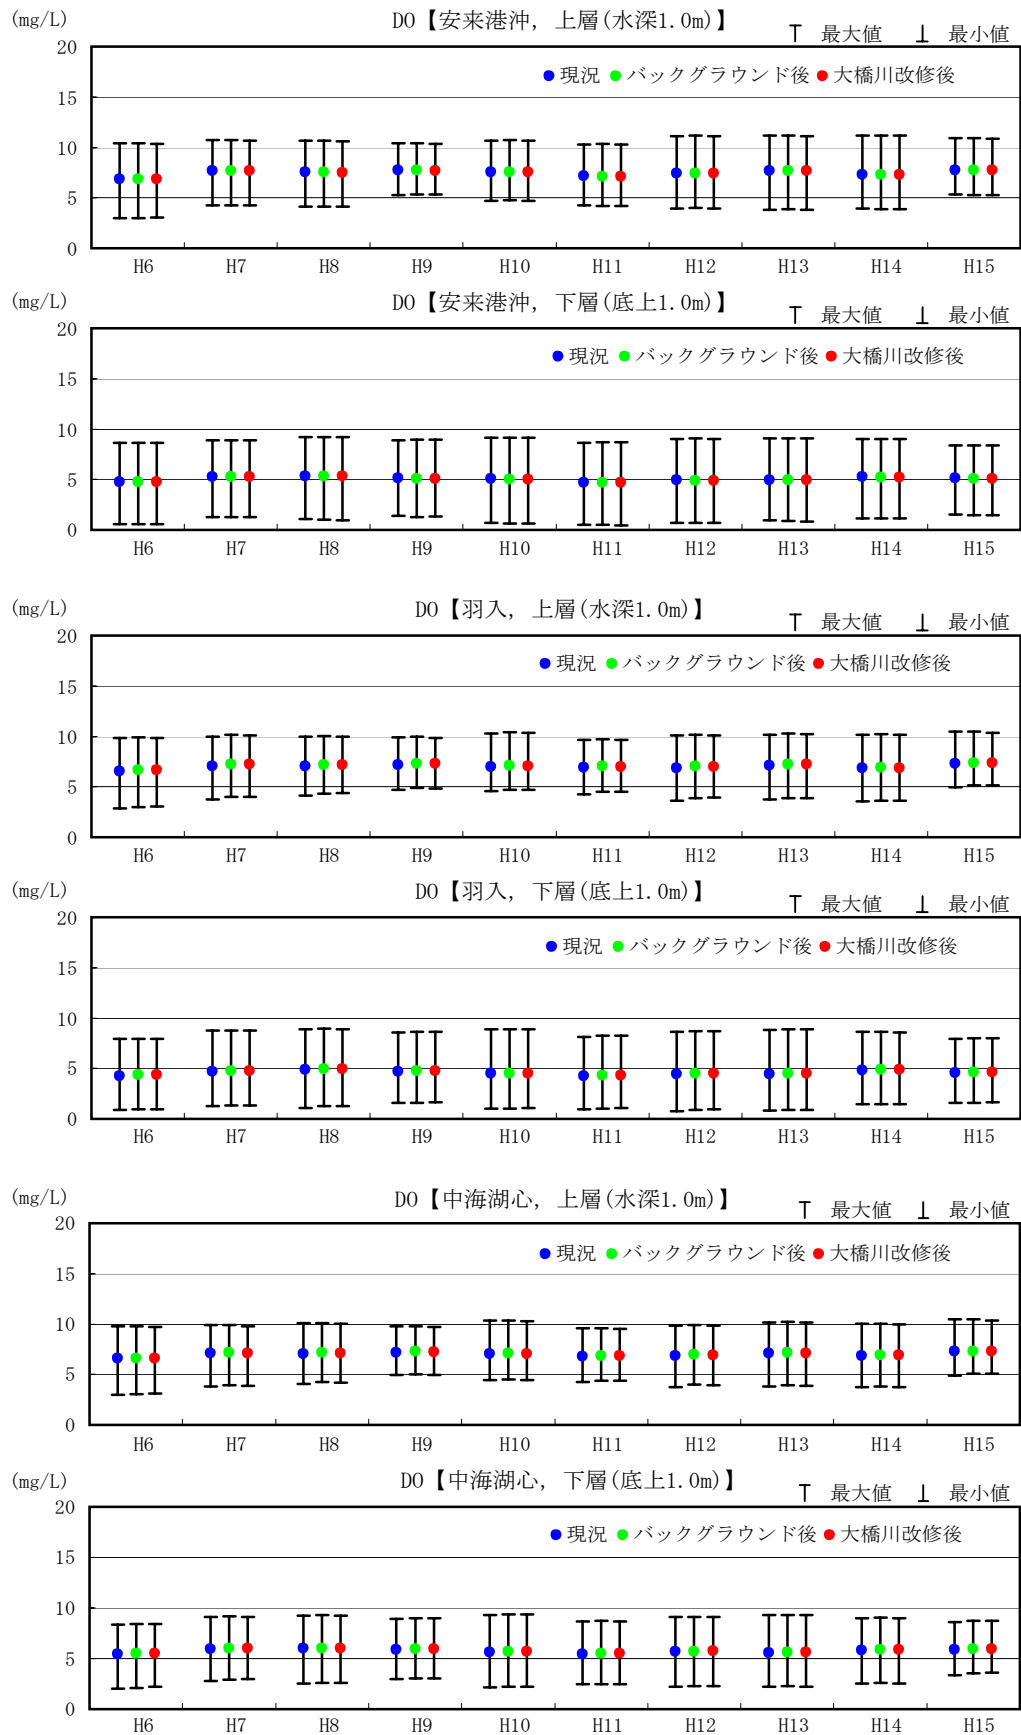 (mg/L) DO【安来港沖, 上層(水深1.0m)】 最大値 最小値
20
現況 バックグラウンド後 大橋川改修後
15
10
5
0
H6 H7 H8 H9 H10 H11 H12 H13 H14 H15
(mg/L) DO【安来港沖, 下層(底上1.0m)】 最大値 最小値
20
現況 バックグラウンド後 大橋川改修後
15
10
5
0
H6 H7 H8 H9 H10 H11 H12 H13 H14 H15
(mg/L) DO【羽入, 上層(水深1.0m)】 最大値 最小値
20
現況 バックグラウンド後 大橋川改修後
15
10
5
0
H6 H7 H8 H9 H10 H11 H12 H13 H14 H15
(mg/L) DO【羽入, 下層(底上1.0m)】 最大値 最小値
20
現況 バックグラウンド後 大橋川改修後
15
10
5
0
H6 H7 H8 H9 H10 H11 H12 H13 H14 H15
(mg/L) DO【中海湖心, 上層(水深1.0m)】 最大値 最小値
20
現況 バックグラウンド後 大橋川改修後
15
10
5
0
H6 H7 H8 H9 H10 H11 H12 H13 H14 H15
(mg/L) DO【中海湖心, 下層(底上1.0m)】 最大値 最小値
20
現況 バックグラウンド後 大橋川改修後
15
10
5
0
H6 H7 H8 H9 H10 H11 H12 H13 H14 H15